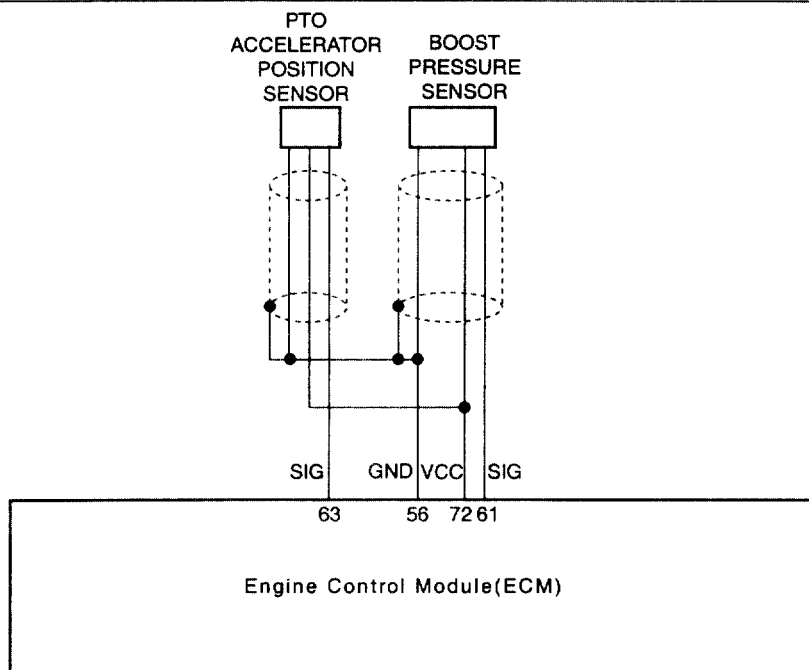 PTO
ACCELERATOR
POSITION
SENSOR
BOOST
PRESSURE
SENSOR
SIG
GND
VCC
SIG
63
56
72
61
Engine Control Module(ECM)